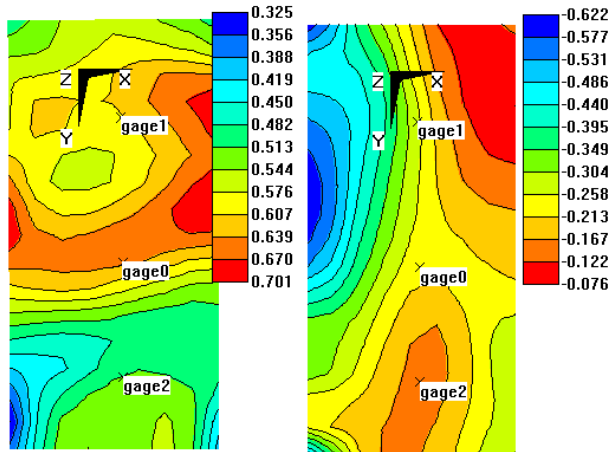 0.325
0.356
0.388
0.419
0.450
0.482
0.513
0.544
0.576
0.607
0.639
0.670
0.701
Z
X
Y
gage1
gage0
gage2
-0.622
-0.577
-0.531
-0.486
-0.440
-0.395
-0.349
-0.304
-0.258
-0.213
-0.167
-0.122
-0.076
Z
X
Y
gage1
gage0
gage2